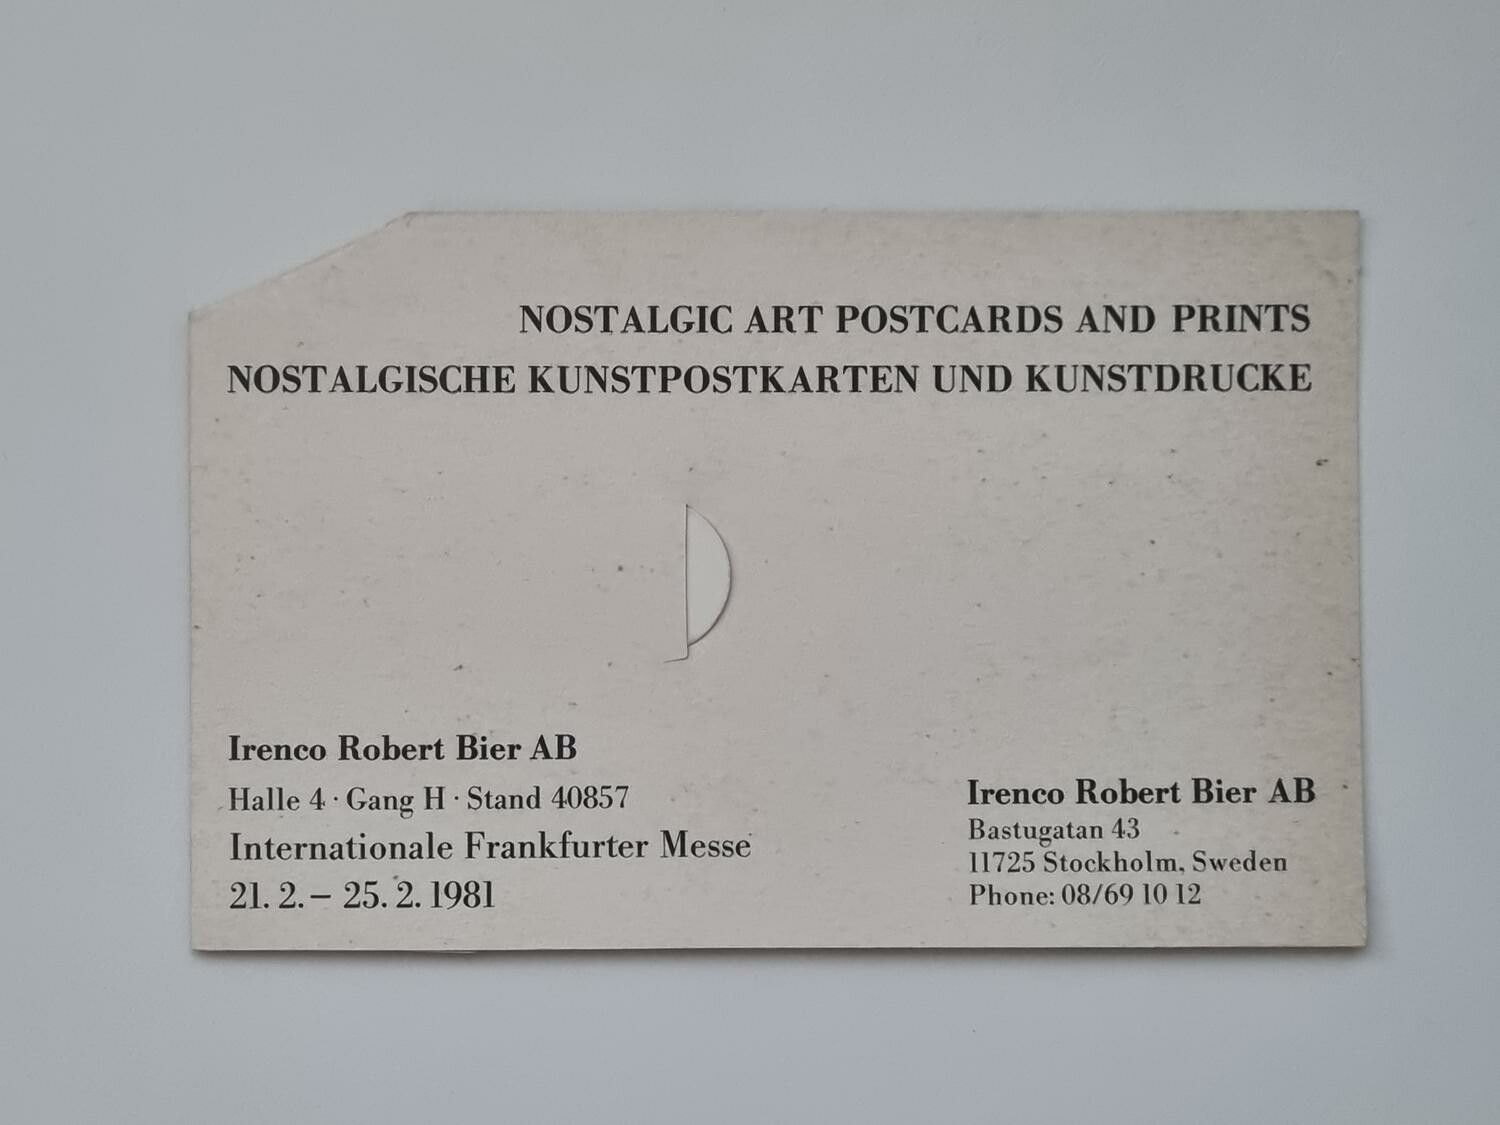 NOSTALGIC ART POSTCARDS AND PRINTS
NOSTALGISCHE KUNSTPOSTKARTEN UND KUNSTDRUCKE
Irenco Robert Bier AB
Halle 4 · Gang H · Stand 40857
Internationale Frankfurter Messe
21. 2. – 25. 2. 1981
Irenco Robert Bier AB
Bastugatan 43
11725 Stockholm, Sweden
Phone: 08/69 10 12